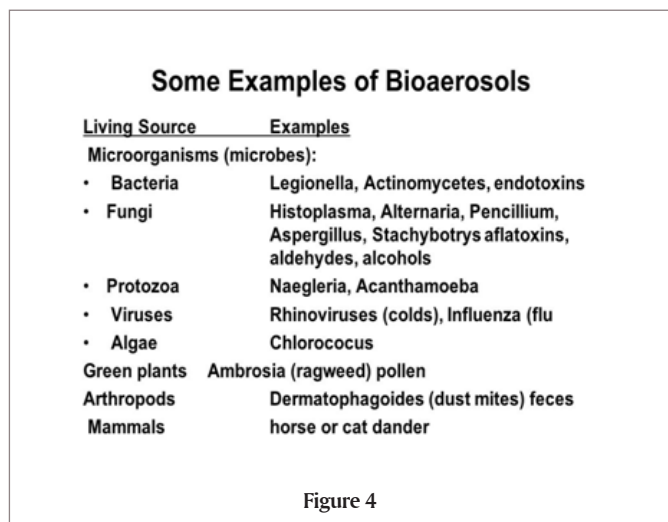 Some Examples of Bioaerosols
Living Source Examples
Microorganisms (microbes):
• Bacteria Legionella, Actinomycetes, endotoxins
• Fungi Histoplasma, Alternaria, Pencillium,
Aspergillus, Stachybotrys aflatoxins,
aldehydes, alcohols
• Protozoa Naegleria, Acanthamoeba
• Viruses Rhinoviruses (colds), Influenza (flu
• Algae Chlorococus
Green plants Ambrosia (ragweed) pollen
Arthropods Dermatophagoides (dust mites) feces
Mammals horse or cat dander
Figure 4